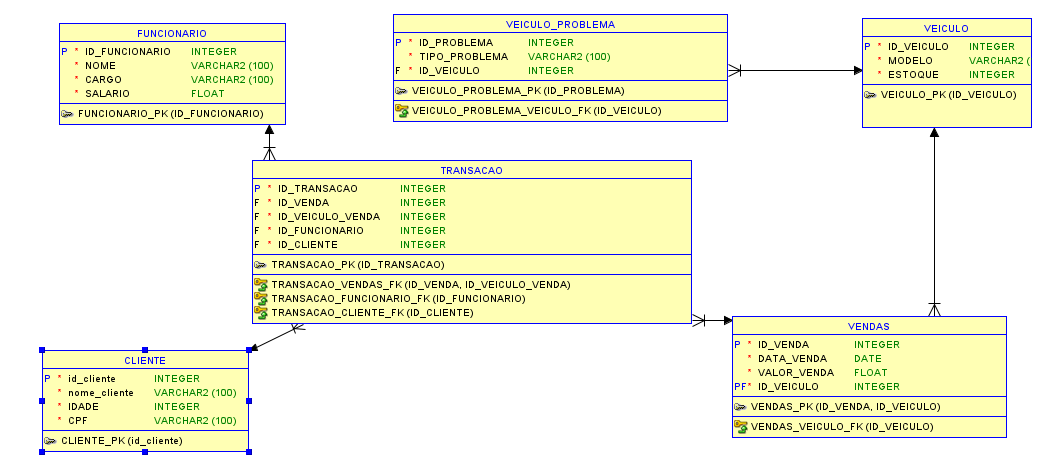 FUNCIONARIO
P * ID_FUNCIONARIO INTEGER
* NOME VARCHAR2 (100)
* CARGO VARCHAR2 (100)
* SALARIO FLOAT
FUNCIONARIO_PK (ID_FUNCIONARIO)
VEICULO_PROBLEMA
P * ID_PROBLEMA INTEGER
* TIPO_PROBLEMA VARCHAR2 (100)
F * ID_VEICULO INTEGER
VEICULO_PROBLEMA_PK (ID_PROBLEMA)
VEICULO_PROBLEMA_VEICULO_FK (ID_VEICULO)
VEICULO
P * ID_VEICULO INTEGER
* MODELO VARCHAR2 (
* ESTOQUE INTEGER
VEICULO_PK (ID_VEICULO)
TRANSACAO
P * ID_TRANSACAO INTEGER
F * ID_VENDA INTEGER
F * ID_VEICULO_VENDA INTEGER
F * ID_FUNCIONARIO INTEGER
F * ID_CLIENTE INTEGER
TRANSACAO_PK (ID_TRANSACAO)
TRANSACAO_VENDAS_FK (ID_VENDA, ID_VEICULO_VENDA)
TRANSACAO_FUNCIONARIO_FK (ID_FUNCIONARIO)
TRANSACAO_CLIENTE_FK (ID_CLIENTE)
CLIENTE
P * id_cliente INTEGER
* nome_cliente VARCHAR2 (100)
* IDADE INTEGER
* CPF VARCHAR2 (100)
CLIENTE_PK (id_cliente)
VENDAS
P * ID_VENDA INTEGER
* DATA_VENDA DATE
* VALOR_VENDA FLOAT
PF* ID_VEICULO INTEGER
VENDAS_PK (ID_VENDA, ID_VEICULO)
VENDAS_VEICULO_FK (ID_VEICULO)